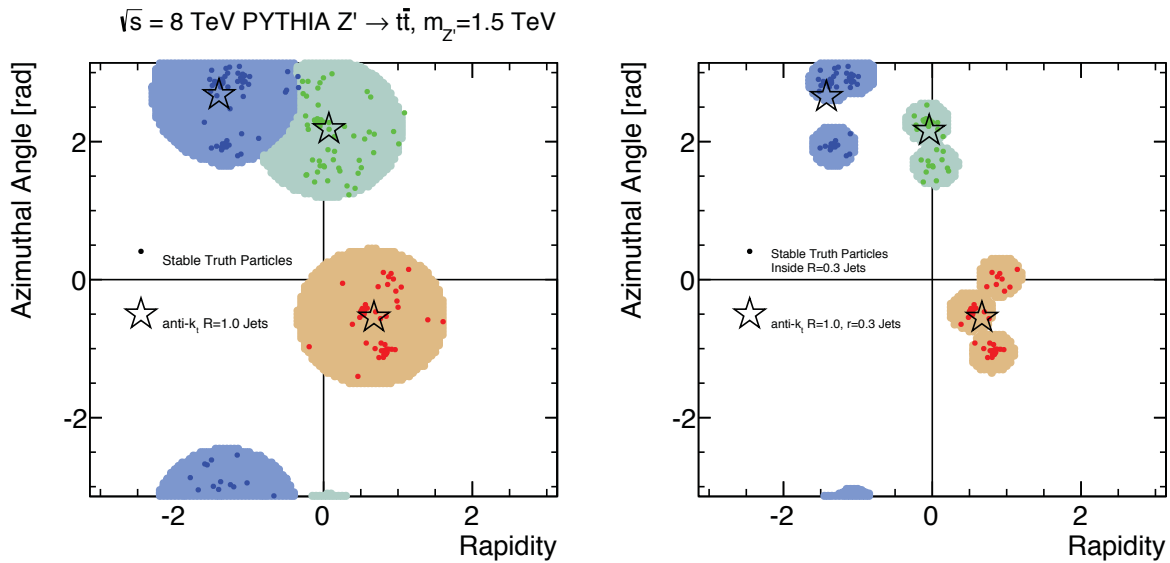 √s = 8 TeV PYTHIA Z' → tt̄, m_Z'=1.5 TeV
Azimuthal Angle [rad]
2
0
-2
Stable Truth Particles
anti-k_t R=1.0 Jets
-2 0 2
Rapidity
Azimuthal Angle [rad]
2
0
-2
Stable Truth Particles
Inside R=0.3 Jets
anti-k_t R=1.0, r=0.3 Jets
-2 0 2
Rapidity